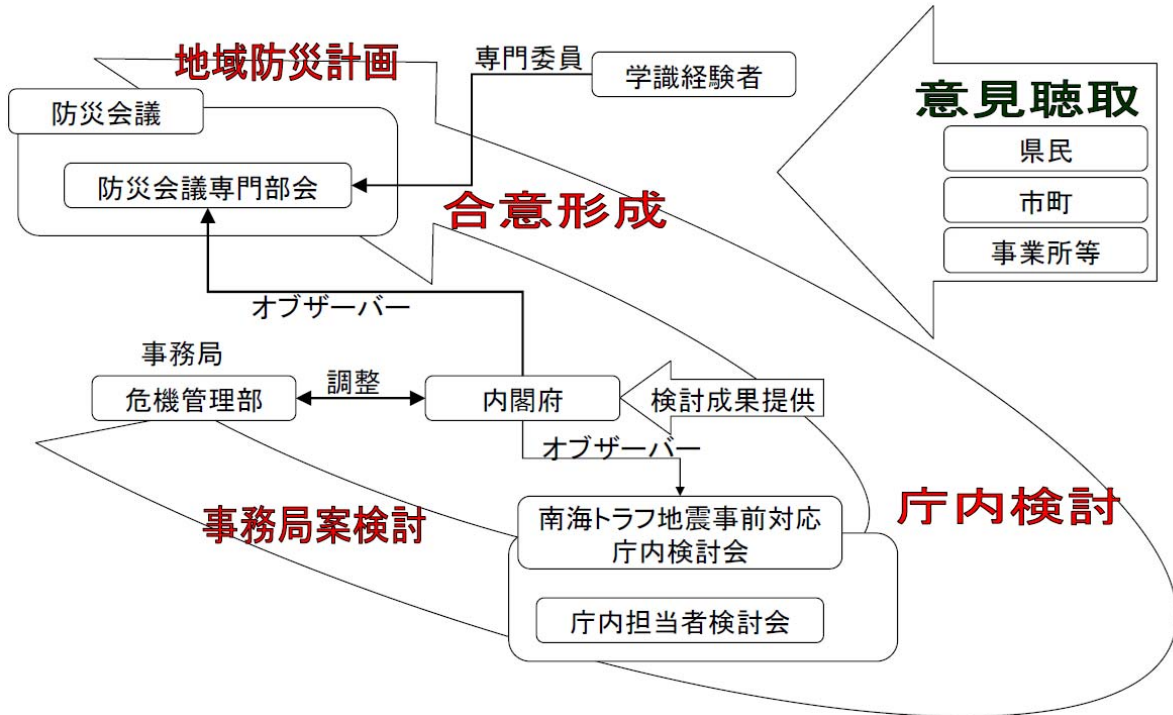 地域防災計画
専門委員
学識経験者
意見聴取
防災会議
県民
防災会議専門部会
市町
合意形成
事業所等
オブザーバー
事務局
危機管理部
調整
内閣府
検討成果提供
オブザーバー
事務局案検討
庁内検討
南海トラフ地震事前対応
庁内検討会
庁内担当者検討会